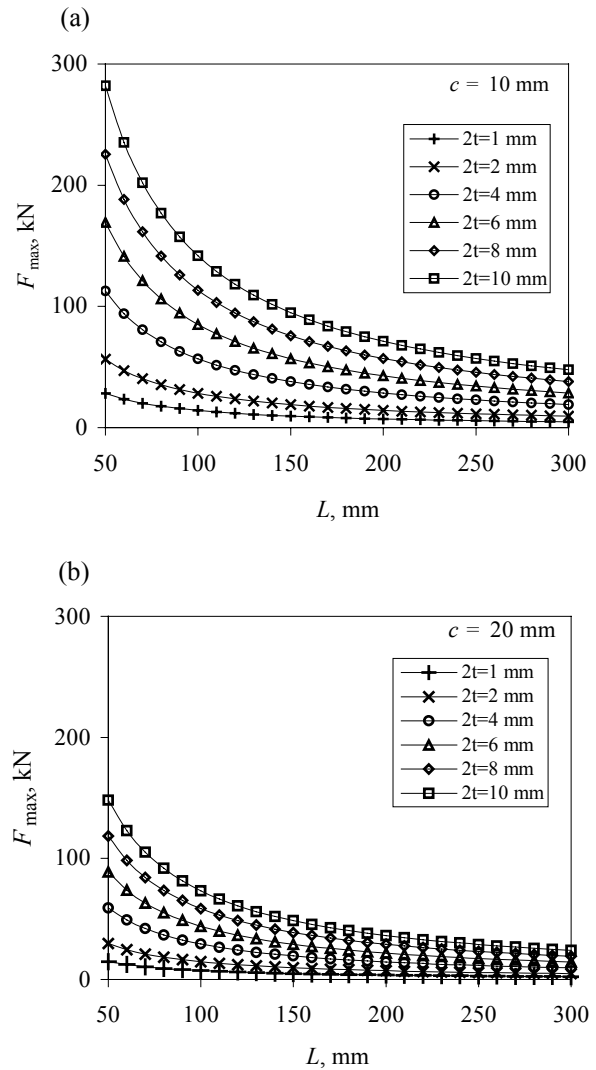 (a)
300
200
100
0
F max, kN
c = 10 mm
2t=1 mm
2t=2 mm
2t=4 mm
2t=6 mm
2t=8 mm
2t=10 mm
50 100 150 200 250 300
L, mm
(b)
300
200
100
0
F max, kN
c = 20 mm
2t=1 mm
2t=2 mm
2t=4 mm
2t=6 mm
2t=8 mm
2t=10 mm
50 100 150 200 250 300
L, mm